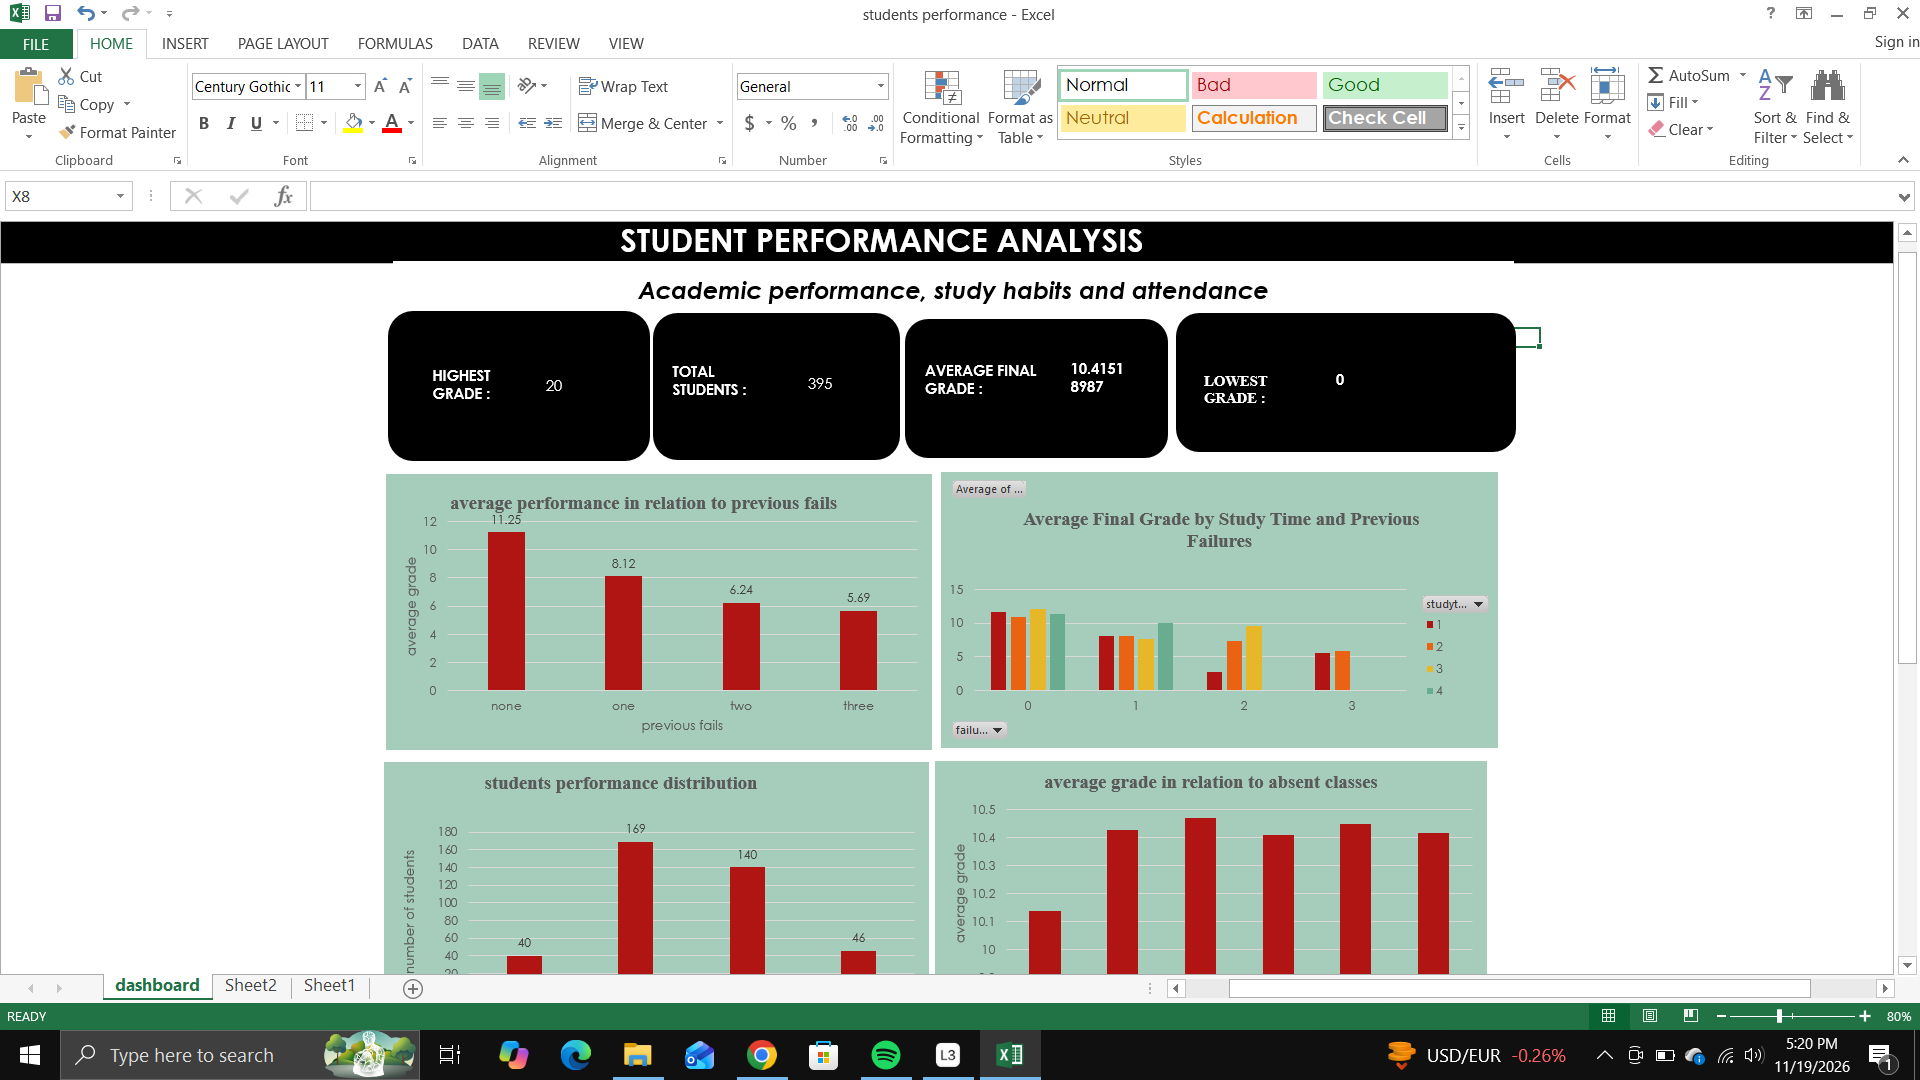 students performance - Excel
?
FILE
HOME
INSERT
PAGE LAYOUT
FORMULAS
DATA
REVIEW
VIEW
Sign in
Paste
Cut
Copy
Format Painter
Clipboard
Century Gothic
11
B I U
Font
Wrap Text
Merge & Center
Alignment
General
$ % ,
Number
Conditional
Formatting
Format as
Table
Normal
Bad
Good
Neutral
Calculation
Check Cell
Styles
Insert
Delete
Format
Cells
AutoSum
Fill
Clear
Sort &
Filter
Find &
Select
Editing
X8
fx
STUDENT PERFORMANCE ANALYSIS
Academic performance, study habits and attendance
HIGHEST
GRADE :
20
TOTAL
STUDENTS :
395
AVERAGE FINAL
GRADE :
10.4151
8987
LOWEST
GRADE :
0
average performance in relation to previous fails
average grade
12
10
8
6
4
2
0
11.25
8.12
6.24
5.69
none
one
two
three
previous fails
Average of ...
Average Final Grade by Study Time and Previous
Failures
15
10
5
0
0
1
2
3
studyt...
1
2
3
4
failu...
students performance distribution
number of students
180
160
140
120
100
80
60
40
20
40
169
140
46
average grade in relation to absent classes
average grade
10.5
10.4
10.3
10.2
10.1
10
dashboard
Sheet2
Sheet1
READY
80%
Type here to search
L3
USD/EUR -0.26%
5:20 PM
11/19/2026
1